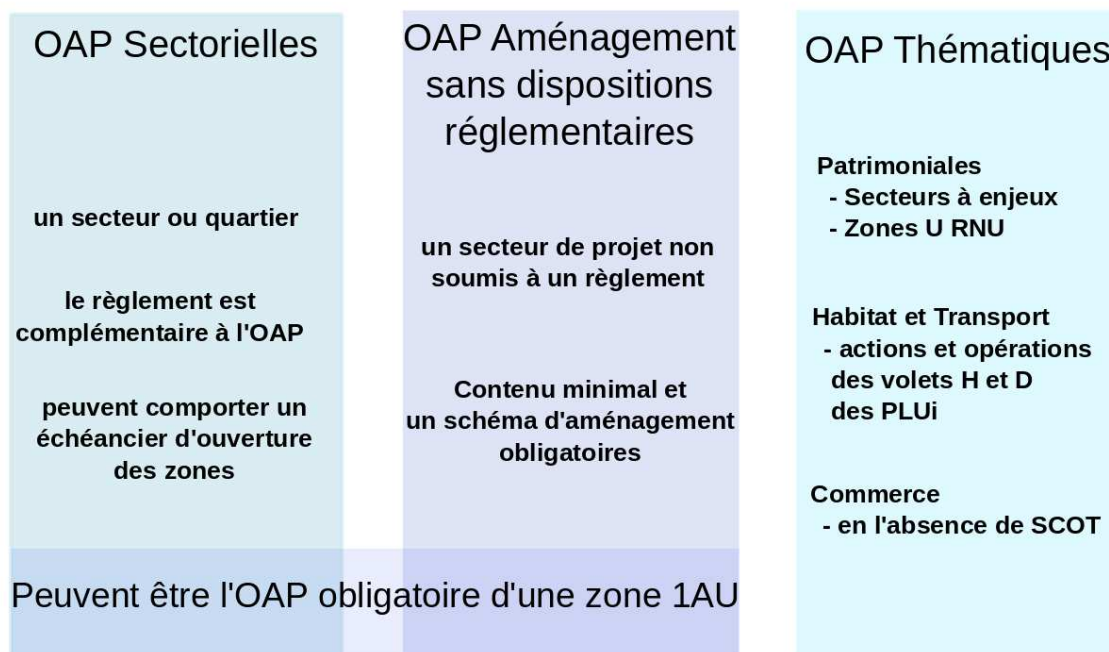 OAP Sectorielles
un secteur ou quartier
le règlement est
complémentaire à l'OAP
peuvent comporter un
échéancier d'ouverture
des zones
OAP Aménagement
sans dispositions
réglementaires
un secteur de projet non
soumis à un règlement
Contenu minimal et
un schéma d'aménagement
obligatoires
Peuvent être l'OAP obligatoire d'une zone 1AU
OAP Thématiques
Patrimoniales
- Secteurs à enjeux
- Zones U RNU
Habitat et Transport
- actions et opérations
des volets H et D
des PLUi
Commerce
- en l'absence de SCOT